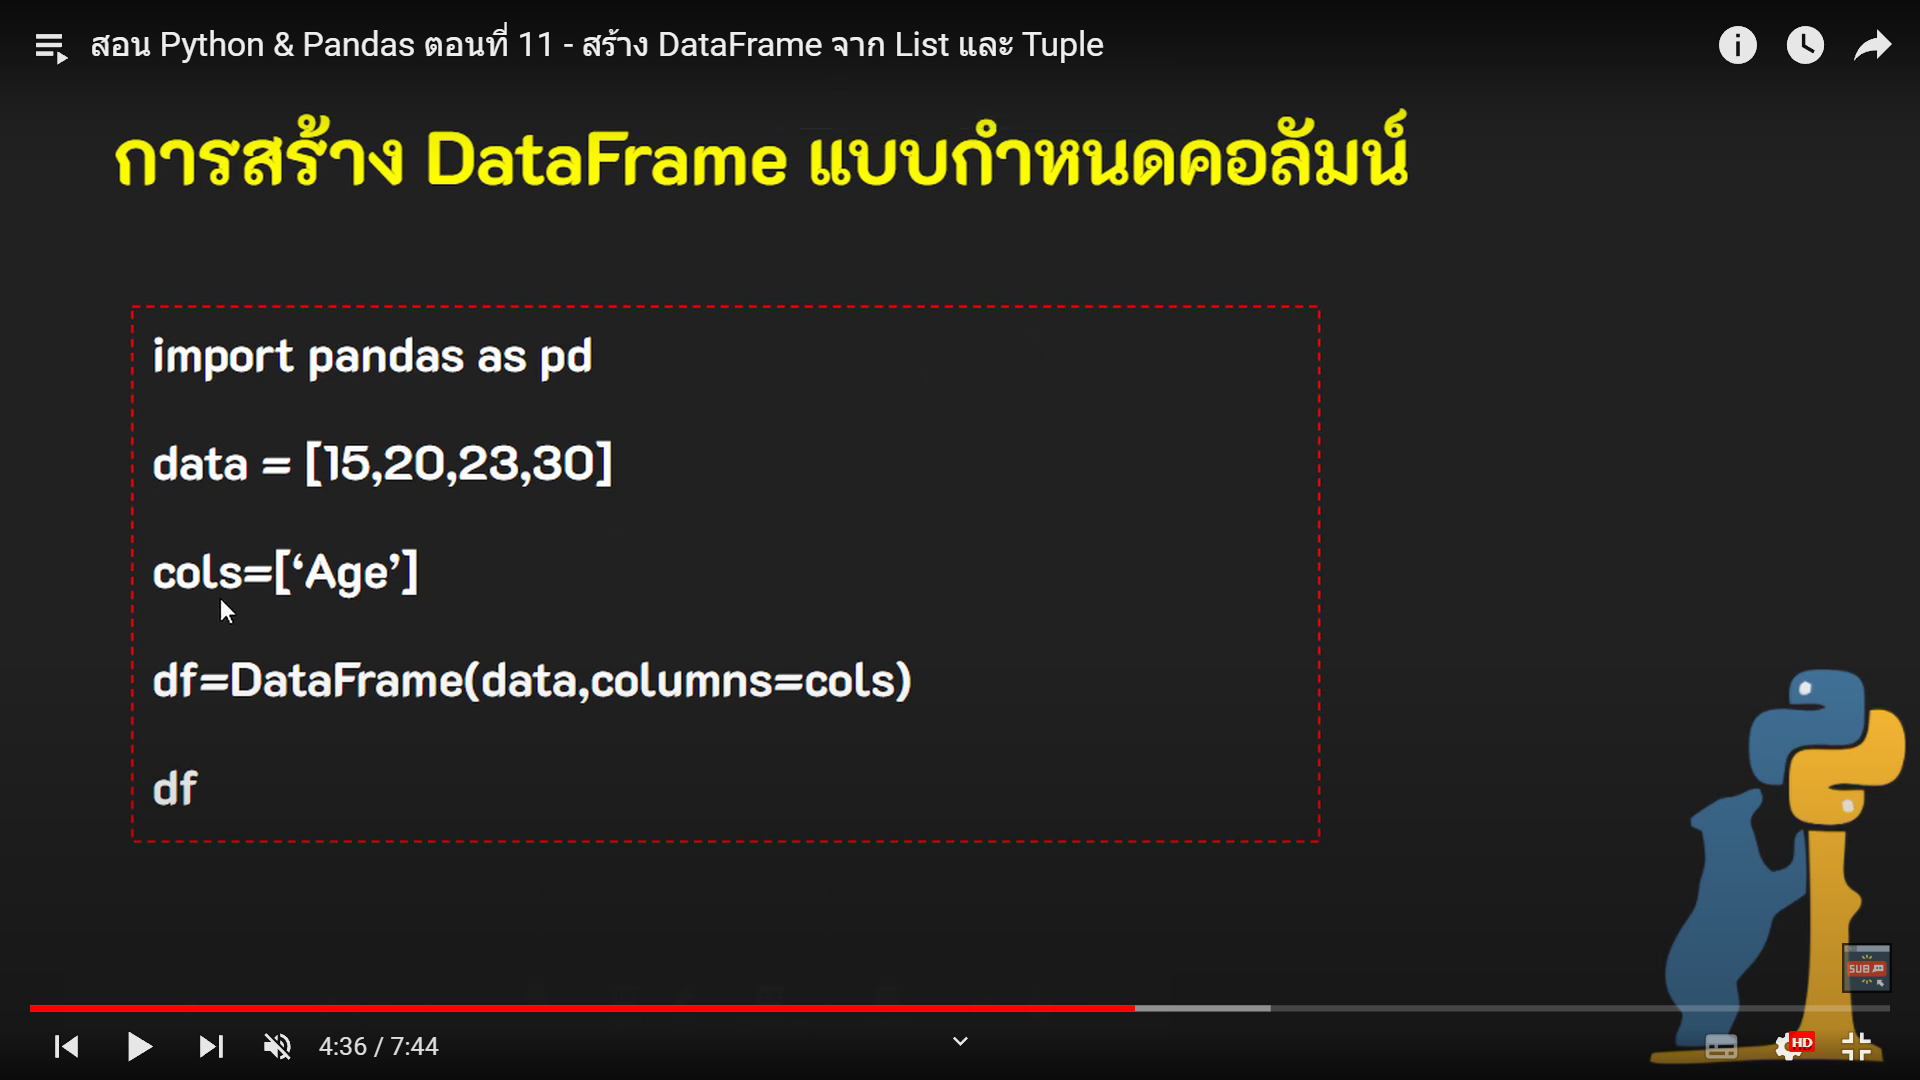 สอน Python & Pandas ตอนที่ 11 - สร้าง DataFrame จาก List และ Tuple
การสร้าง DataFrame แบบกำหนดคอลัมน์
import pandas as pd
data = [15,20,23,30]
cols=[‘Age’]
df=DataFrame(data,columns=cols)
df
SUB
4:36 / 7:44
HD